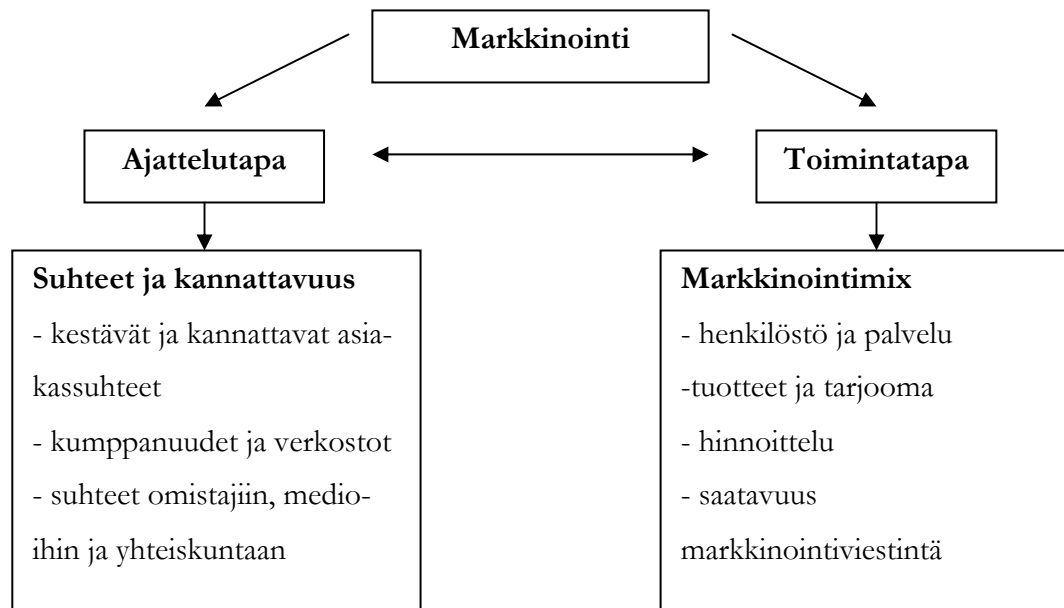 Markkinointi
Ajattelutapa
Toimintatapa
Suhteet ja kannattavuus
- kestävät ja kannattavat asia-
kassuhteet
- kumppanuudet ja verkostot
- suhteet omistajiin, medio-
ihin ja yhteiskuntaan
Markkinointimix
- henkilöstö ja palvelu
-tuotteet ja tarjooma
- hinnoittelu
- saatavuus
markkinointiviestintä